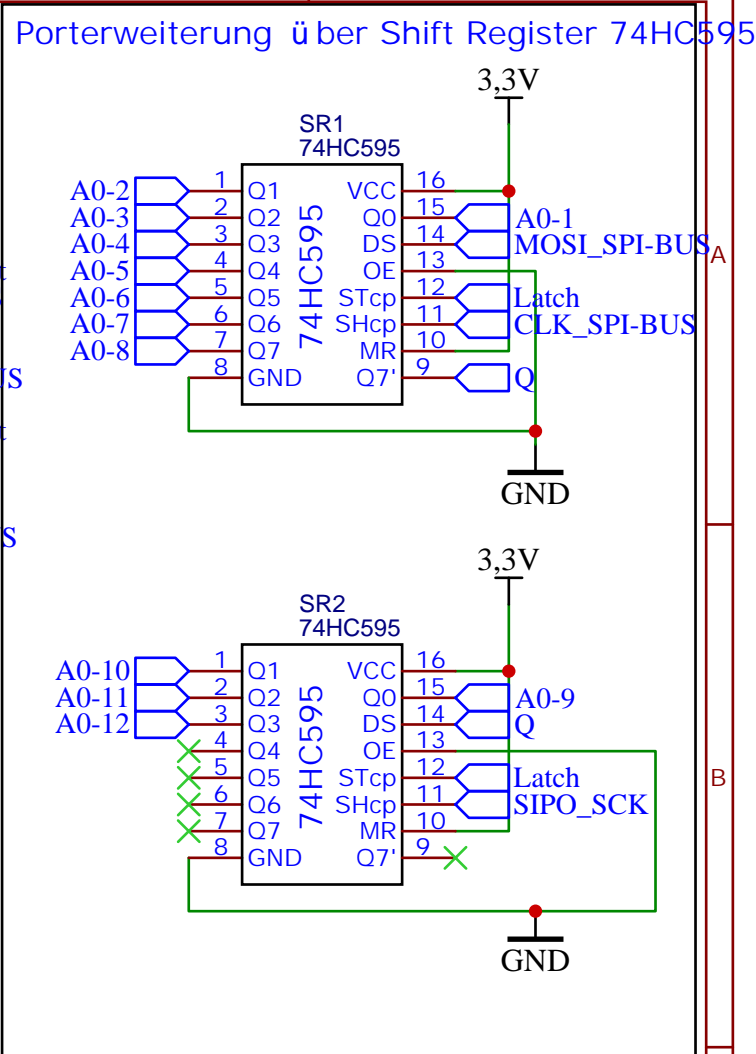 Porterweiterung über Shift Register 74HC595
3,3V
SR1
74HC595
A0-2 1 Q1 VCC 16
A0-3 2 Q2 Q0 15 A0-1
A0-4 3 Q3 DS 14 MOSI_SPI-BUS
A0-5 4 Q4 OE 13
A0-6 5 Q5 STcp 12 Latch
A0-7 6 Q6 SHcp 11 CLK_SPI-BUS
A0-8 7 Q7 MR 10
8 GND Q7' 9 Q
74HC595
GND
A
3,3V
SR2
74HC595
A0-10 1 Q1 VCC 16
A0-11 2 Q2 Q0 15 A0-9
A0-12 3 Q3 DS 14 Q
4 Q4 OE 13
5 Q5 STcp 12 Latch
6 Q6 SHcp 11 SIPO_SCK
7 Q7 MR 10
8 GND Q7' 9
74HC595
GND
B